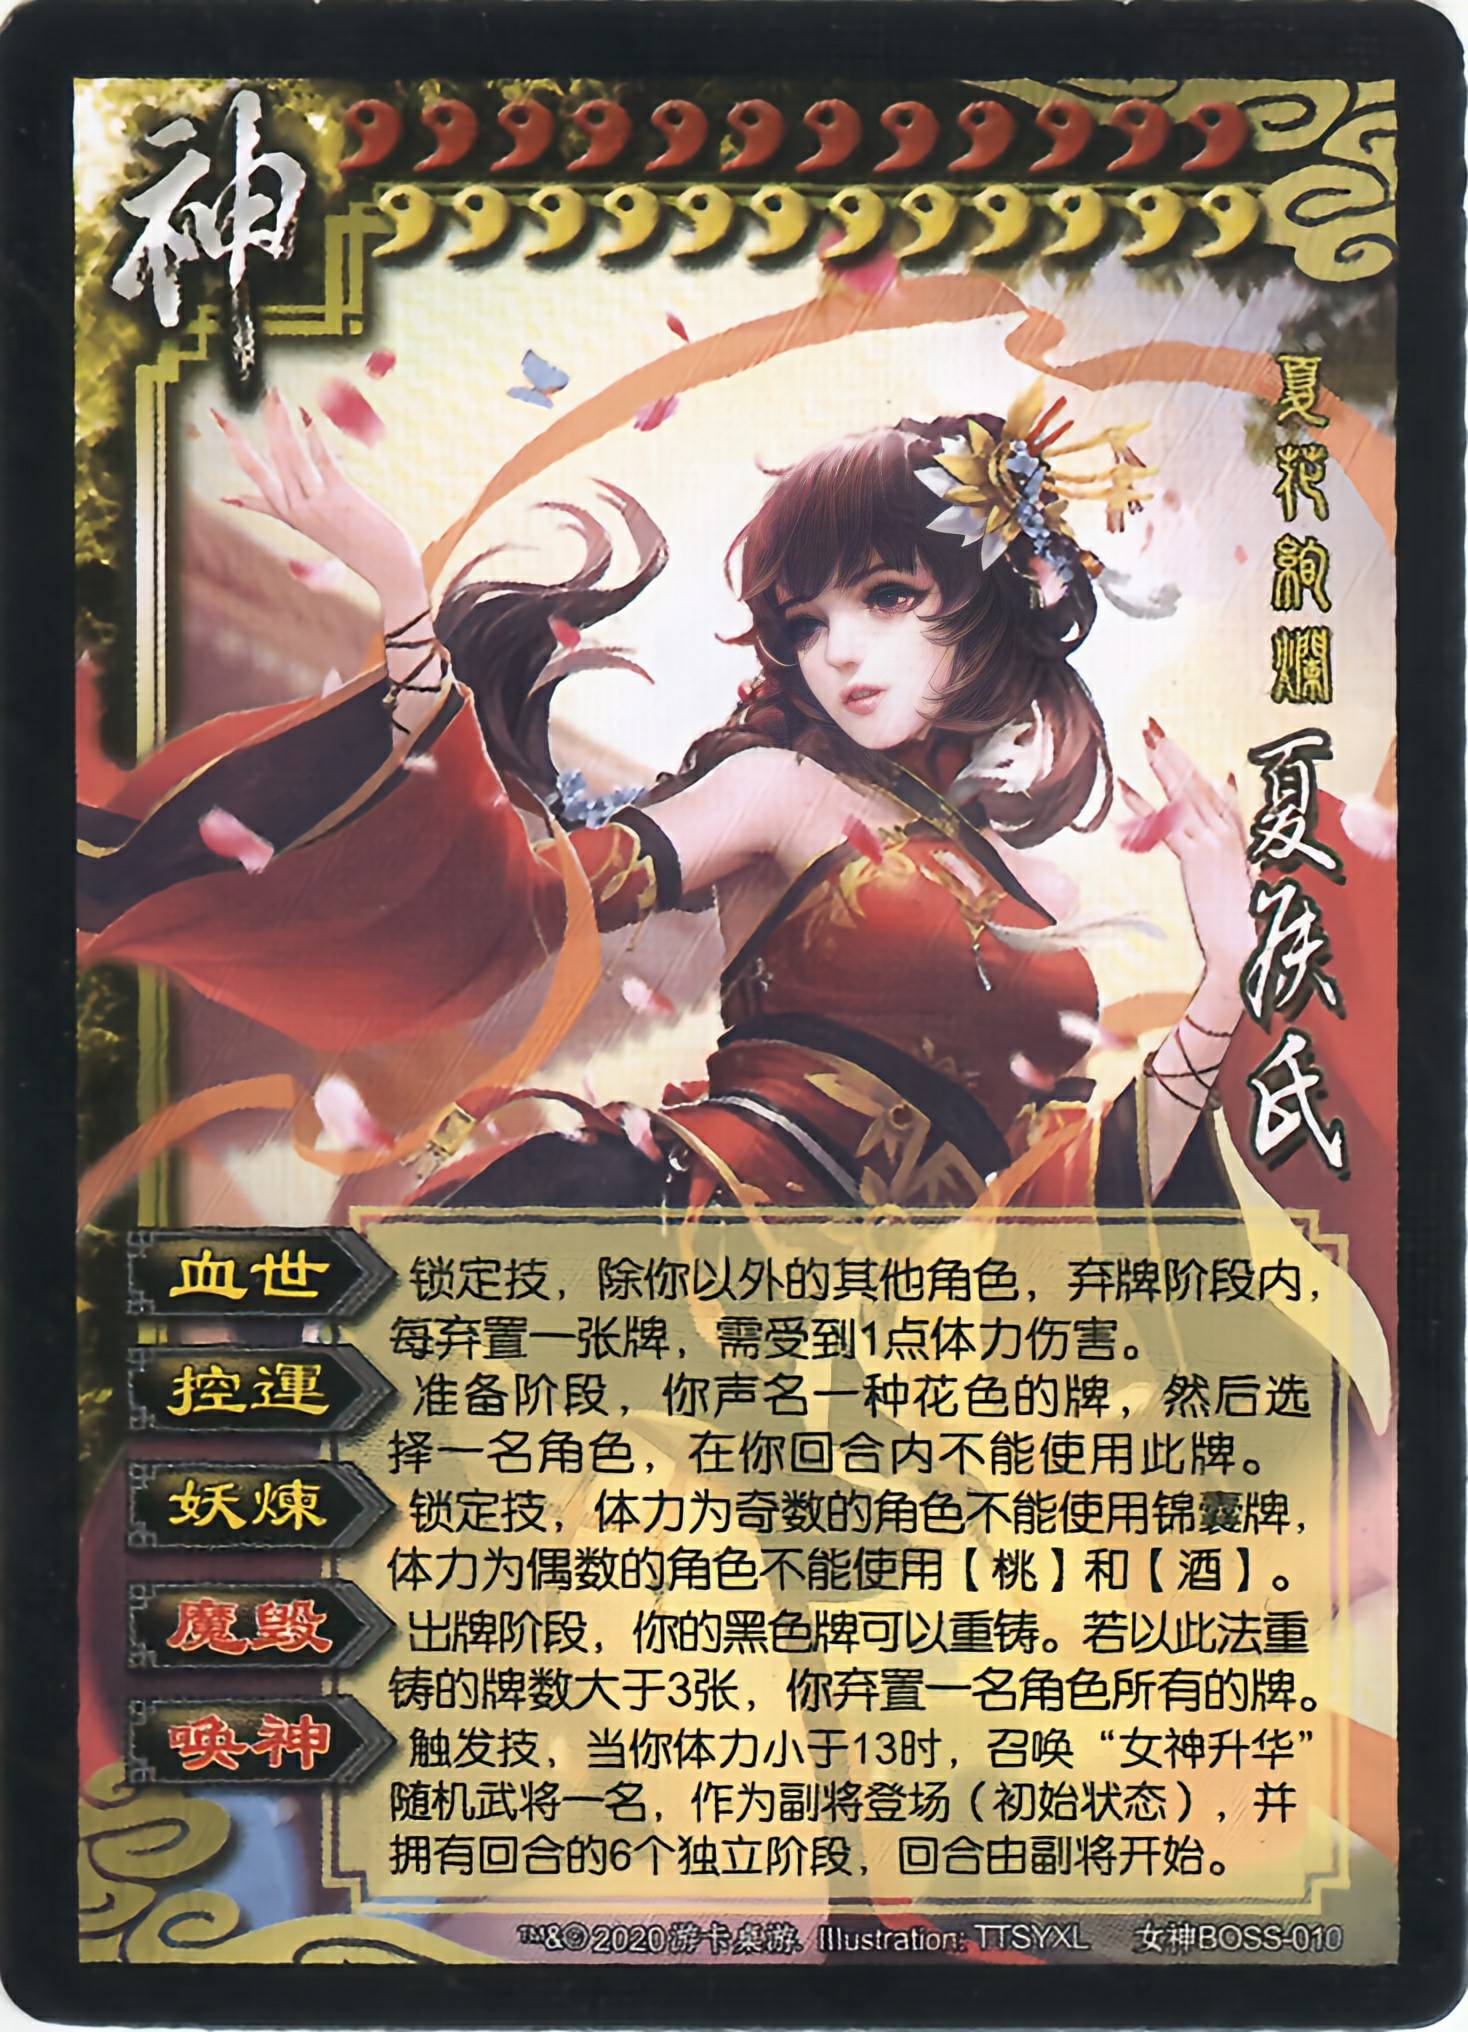 神
夏花絢爛
夏侯氏
血世
锁定技，除你以外的其他角色，弃牌阶段内，
每弃置一张牌，需受到1点体力伤害。
控運
准备阶段，你声名一种花色的牌，然后选
择一名角色，在你回合内不能使用此牌。
妖煉
锁定技，体力为奇数的角色不能使用锦囊牌，
体力为偶数的角色不能使用【桃】和【酒】。
魔毀
出牌阶段，你的黑色牌可以重铸。若以此法重
铸的牌数大于3张，你弃置一名角色所有的牌。
唤神
触发技，当你体力小于13时，召唤“女神升华”
随机武将一名，作为副将登场（初始状态），并
拥有回合的6个独立阶段，回合由副将开始。
™&©2020游卡桌游. Illustration: TTSYXL 女神BOSS-010